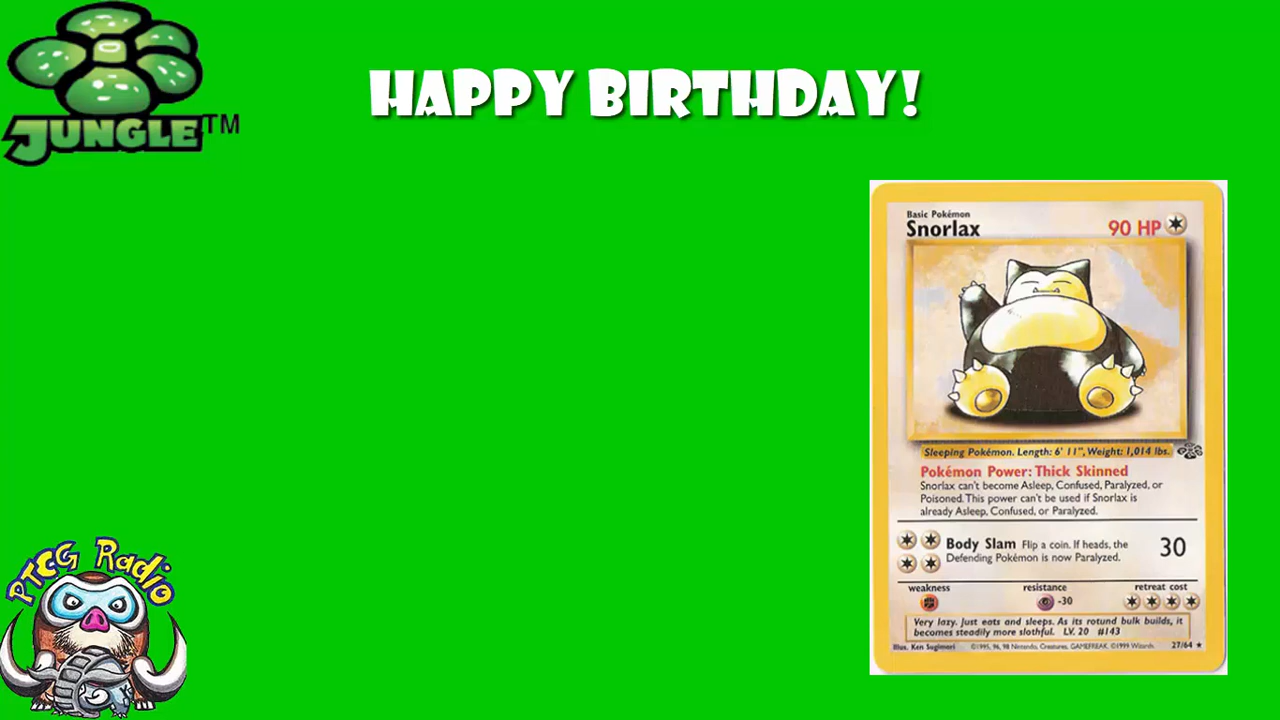 JUNGLE™
HAPPY BIRTHDAY!
Basic Pokémon
Snorlax
90 HP
Sleeping Pokémon. Length: 6' 11", Weight: 1,014 lbs.
Pokémon Power: Thick Skinned
Snorlax can't become Asleep, Confused, Paralyzed, or
Poisoned. This power can't be used if Snorlax is
already Asleep, Confused, or Paralyzed.
Body Slam Flip a coin. If heads, the
Defending Pokémon is now Paralyzed.
30
weakness
resistance
retreat cost
-30
Very lazy. Just eats and sleeps. As its rotund bulk builds, it
becomes steadily more slothful. LV. 20 #143
Illus. Ken Sugimori
©1995, 96, 98 Nintendo, Creatures, GAMEFREAK. ©1999 Wizards.
27/64 ★
PTCG Radio